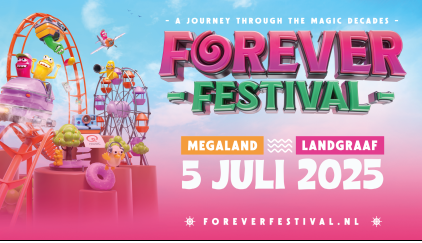 - A JOURNEY THROUGH THE MAGIC DECADES -
FOREVER
-FESTIVAL-
MEGALAND LANDGRAAF
5 JULI 2025
FOREVERFESTIVAL.NL